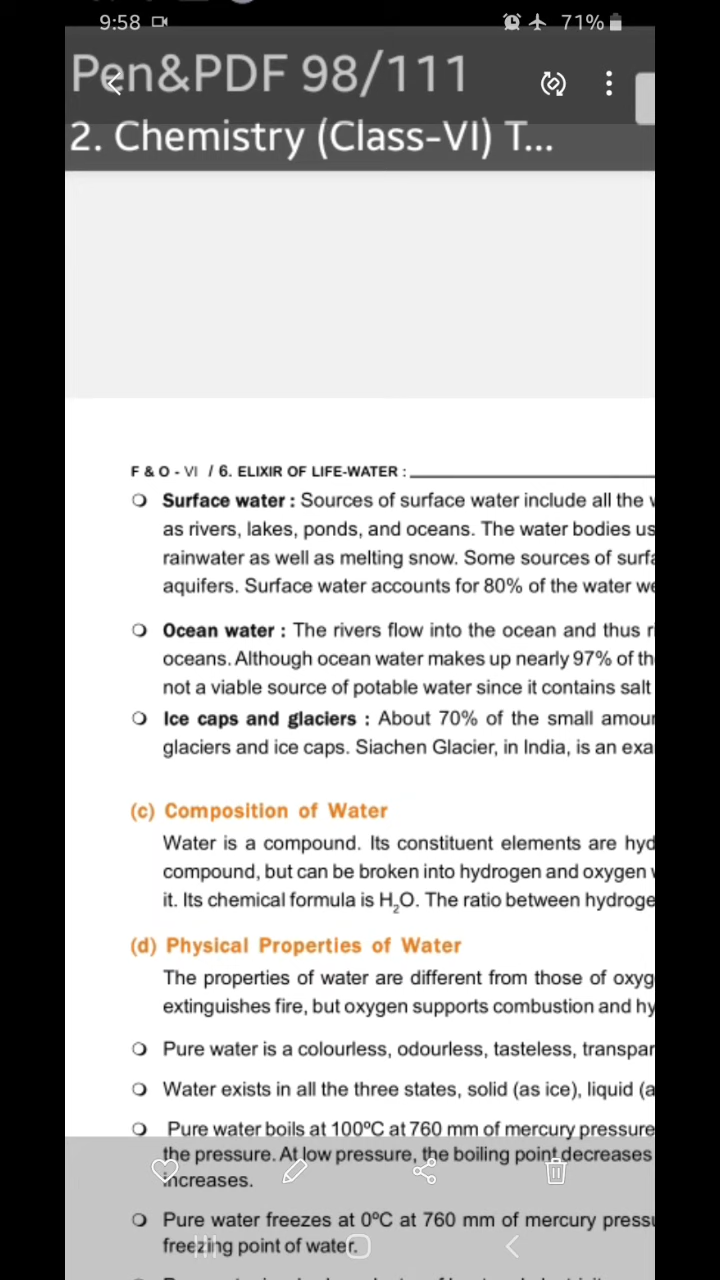 9:58 71%
Pen&PDF 98/111
2. Chemistry (Class-VI) T...
F & O - VI / 6. ELIXIR OF LIFE-WATER :
❍ Surface water : Sources of surface water include all the
as rivers, lakes, ponds, and oceans. The water bodies us
rainwater as well as melting snow. Some sources of surfa
aquifers. Surface water accounts for 80% of the water we
❍ Ocean water : The rivers flow into the ocean and thus
oceans. Although ocean water makes up nearly 97% of th
not a viable source of potable water since it contains salt
❍ Ice caps and glaciers : About 70% of the small amour
glaciers and ice caps. Siachen Glacier, in India, is an exa
(c) Composition of Water
Water is a compound. Its constituent elements are hyd
compound, but can be broken into hydrogen and oxygen
it. Its chemical formula is H₂O. The ratio between hydroge
(d) Physical Properties of Water
The properties of water are different from those of oxyg
extinguishes fire, but oxygen supports combustion and hy
❍ Pure water is a colourless, odourless, tasteless, transpar
❍ Water exists in all the three states, solid (as ice), liquid (a
❍ Pure water boils at 100ºC at 760 mm of mercury pressure
the pressure. At low pressure, the boiling point decreases
increases.
❍ Pure water freezes at 0ºC at 760 mm of mercury pressu
freezing point of water.